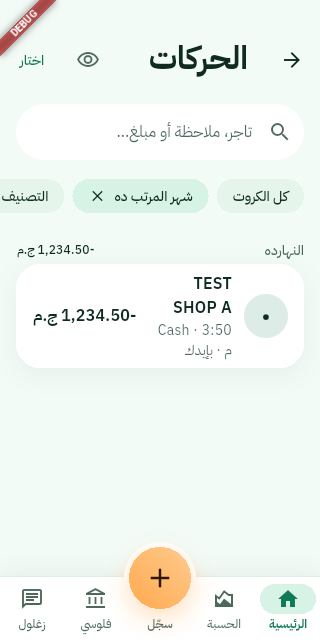 DEBUG
الحركات
اختار
تاجر، ملاحظة أو مبلغ...
كل الكروت
شهر المرتب ده
التصنيف
النهارده
-1,234.50 ج.م
TEST
SHOP A
-1,234.50 ج.م
Cash · 3:50
م · بإيدك
الرئيسية
الحسبة
سجّل
فلوسي
زغلول